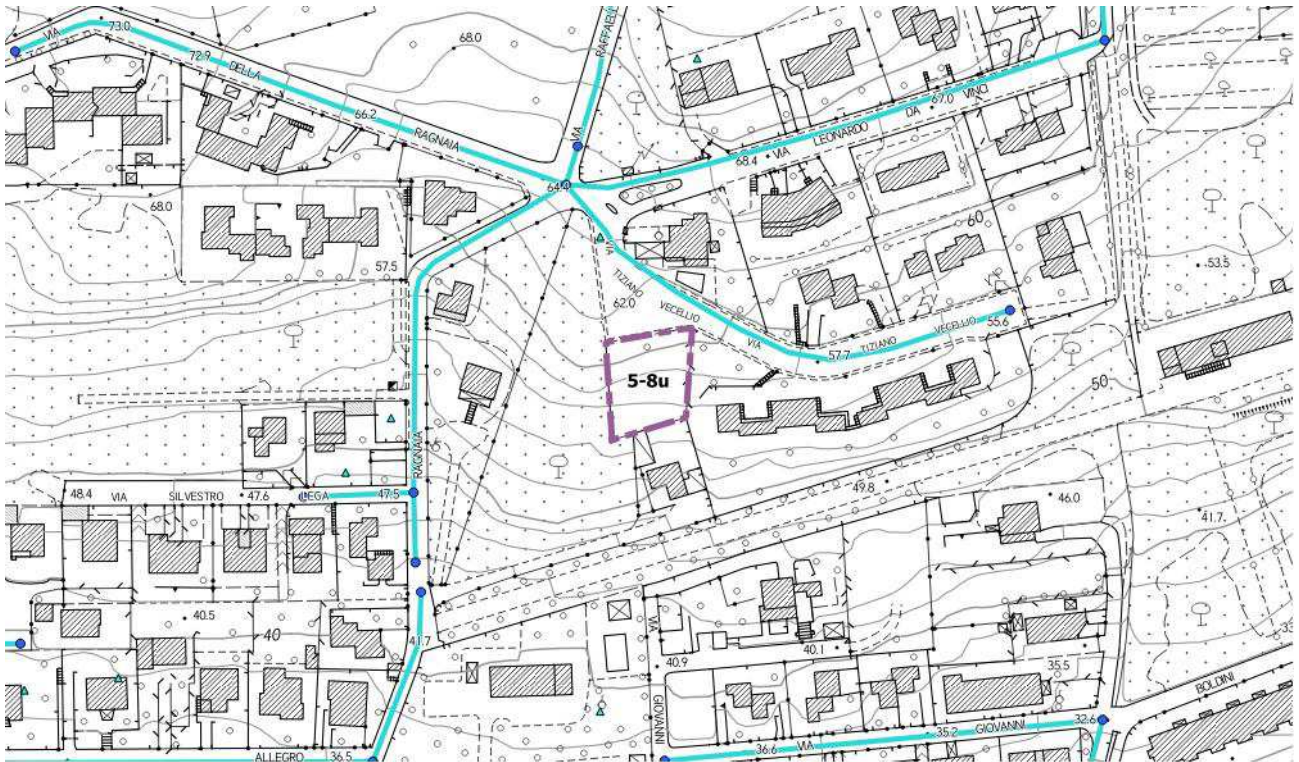 VIA
73.0
72.9
DELLA
66.2
RAGNAIA
68.0
VIA
RAFFAELL
67.0
VIA
LEONARDO
DA
VINCI
68.4
64.4
68.0
57.5
60
53.5
62.0
VIA
TIZIANO
VECELLIO
VIA
57.7
TIZIANO
VECELLIO
55.6
5-8u
50
RAGNAIA
48.4
VIA
SILVESTRO
47.6
LEGA
47.5
49.8
46.0
41.7
40.5
40
41.7
VIA
GIOVANNI
40.9
40.1
35.5
BOLDINI
ALLEGRO
36.5
36.6
VIA
35.2
GIOVANNI
32.6